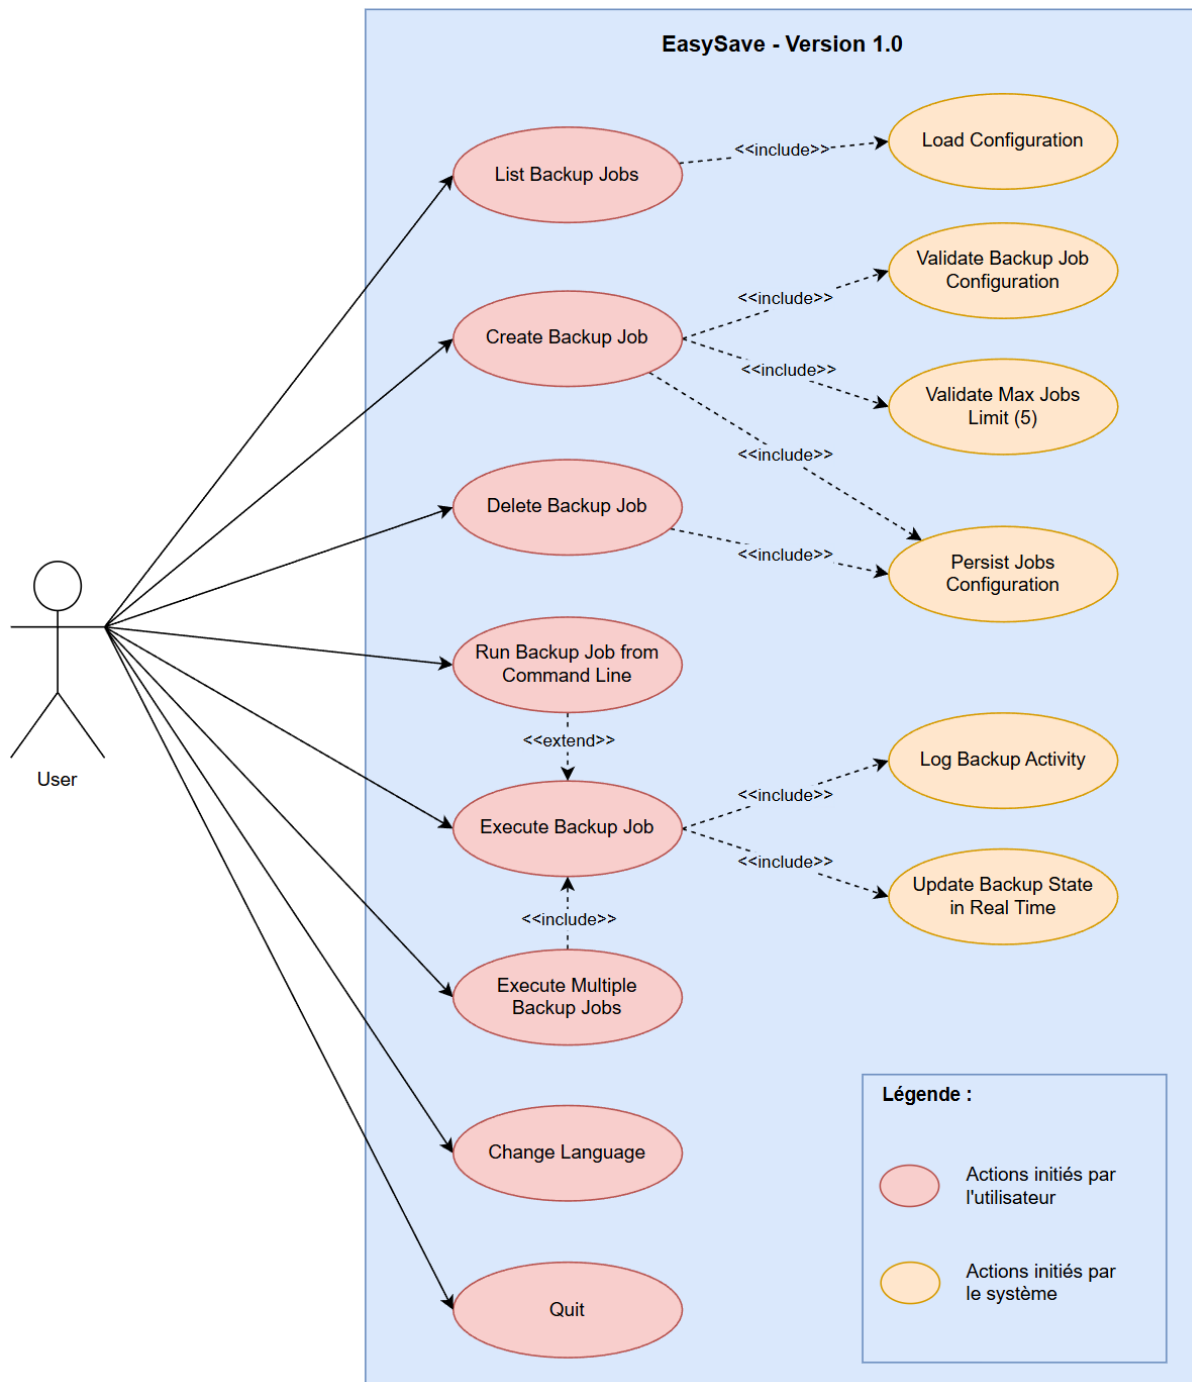 EasySave - Version 1.0
List Backup Jobs
<<include>>
Load Configuration
Create Backup Job
<<include>>
Validate Backup Job
Configuration
<<include>>
Validate Max Jobs
Limit (5)
<<include>>
Delete Backup Job
<<include>>
Persist Jobs
Configuration
User
Run Backup Job from
Command Line
<<extend>>
Execute Backup Job
<<include>>
Log Backup Activity
<<include>>
Update Backup State
in Real Time
<<include>>
Execute Multiple
Backup Jobs
Change Language
Quit
Légende :
Actions initiés par
l'utilisateur
Actions initiés par
le système